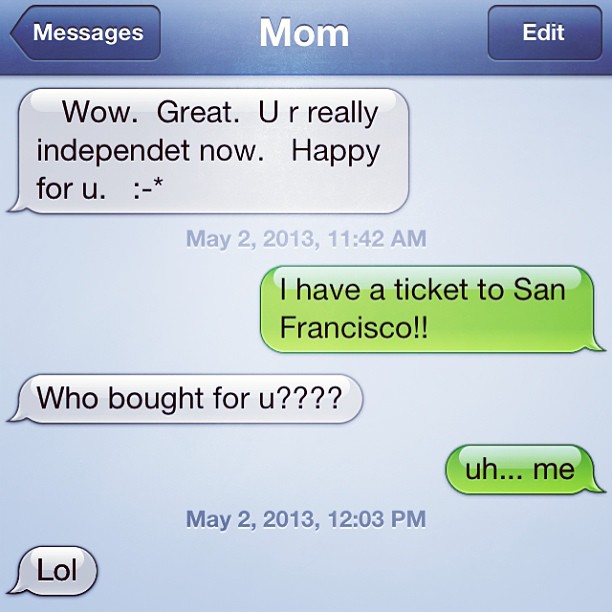 Messages
Mom
Edit
Wow. Great. U r really
independet now. Happy
for u. :-*
May 2, 2013, 11:42 AM
I have a ticket to San
Francisco!!
Who bought for u????
uh... me
May 2, 2013, 12:03 PM
Lol